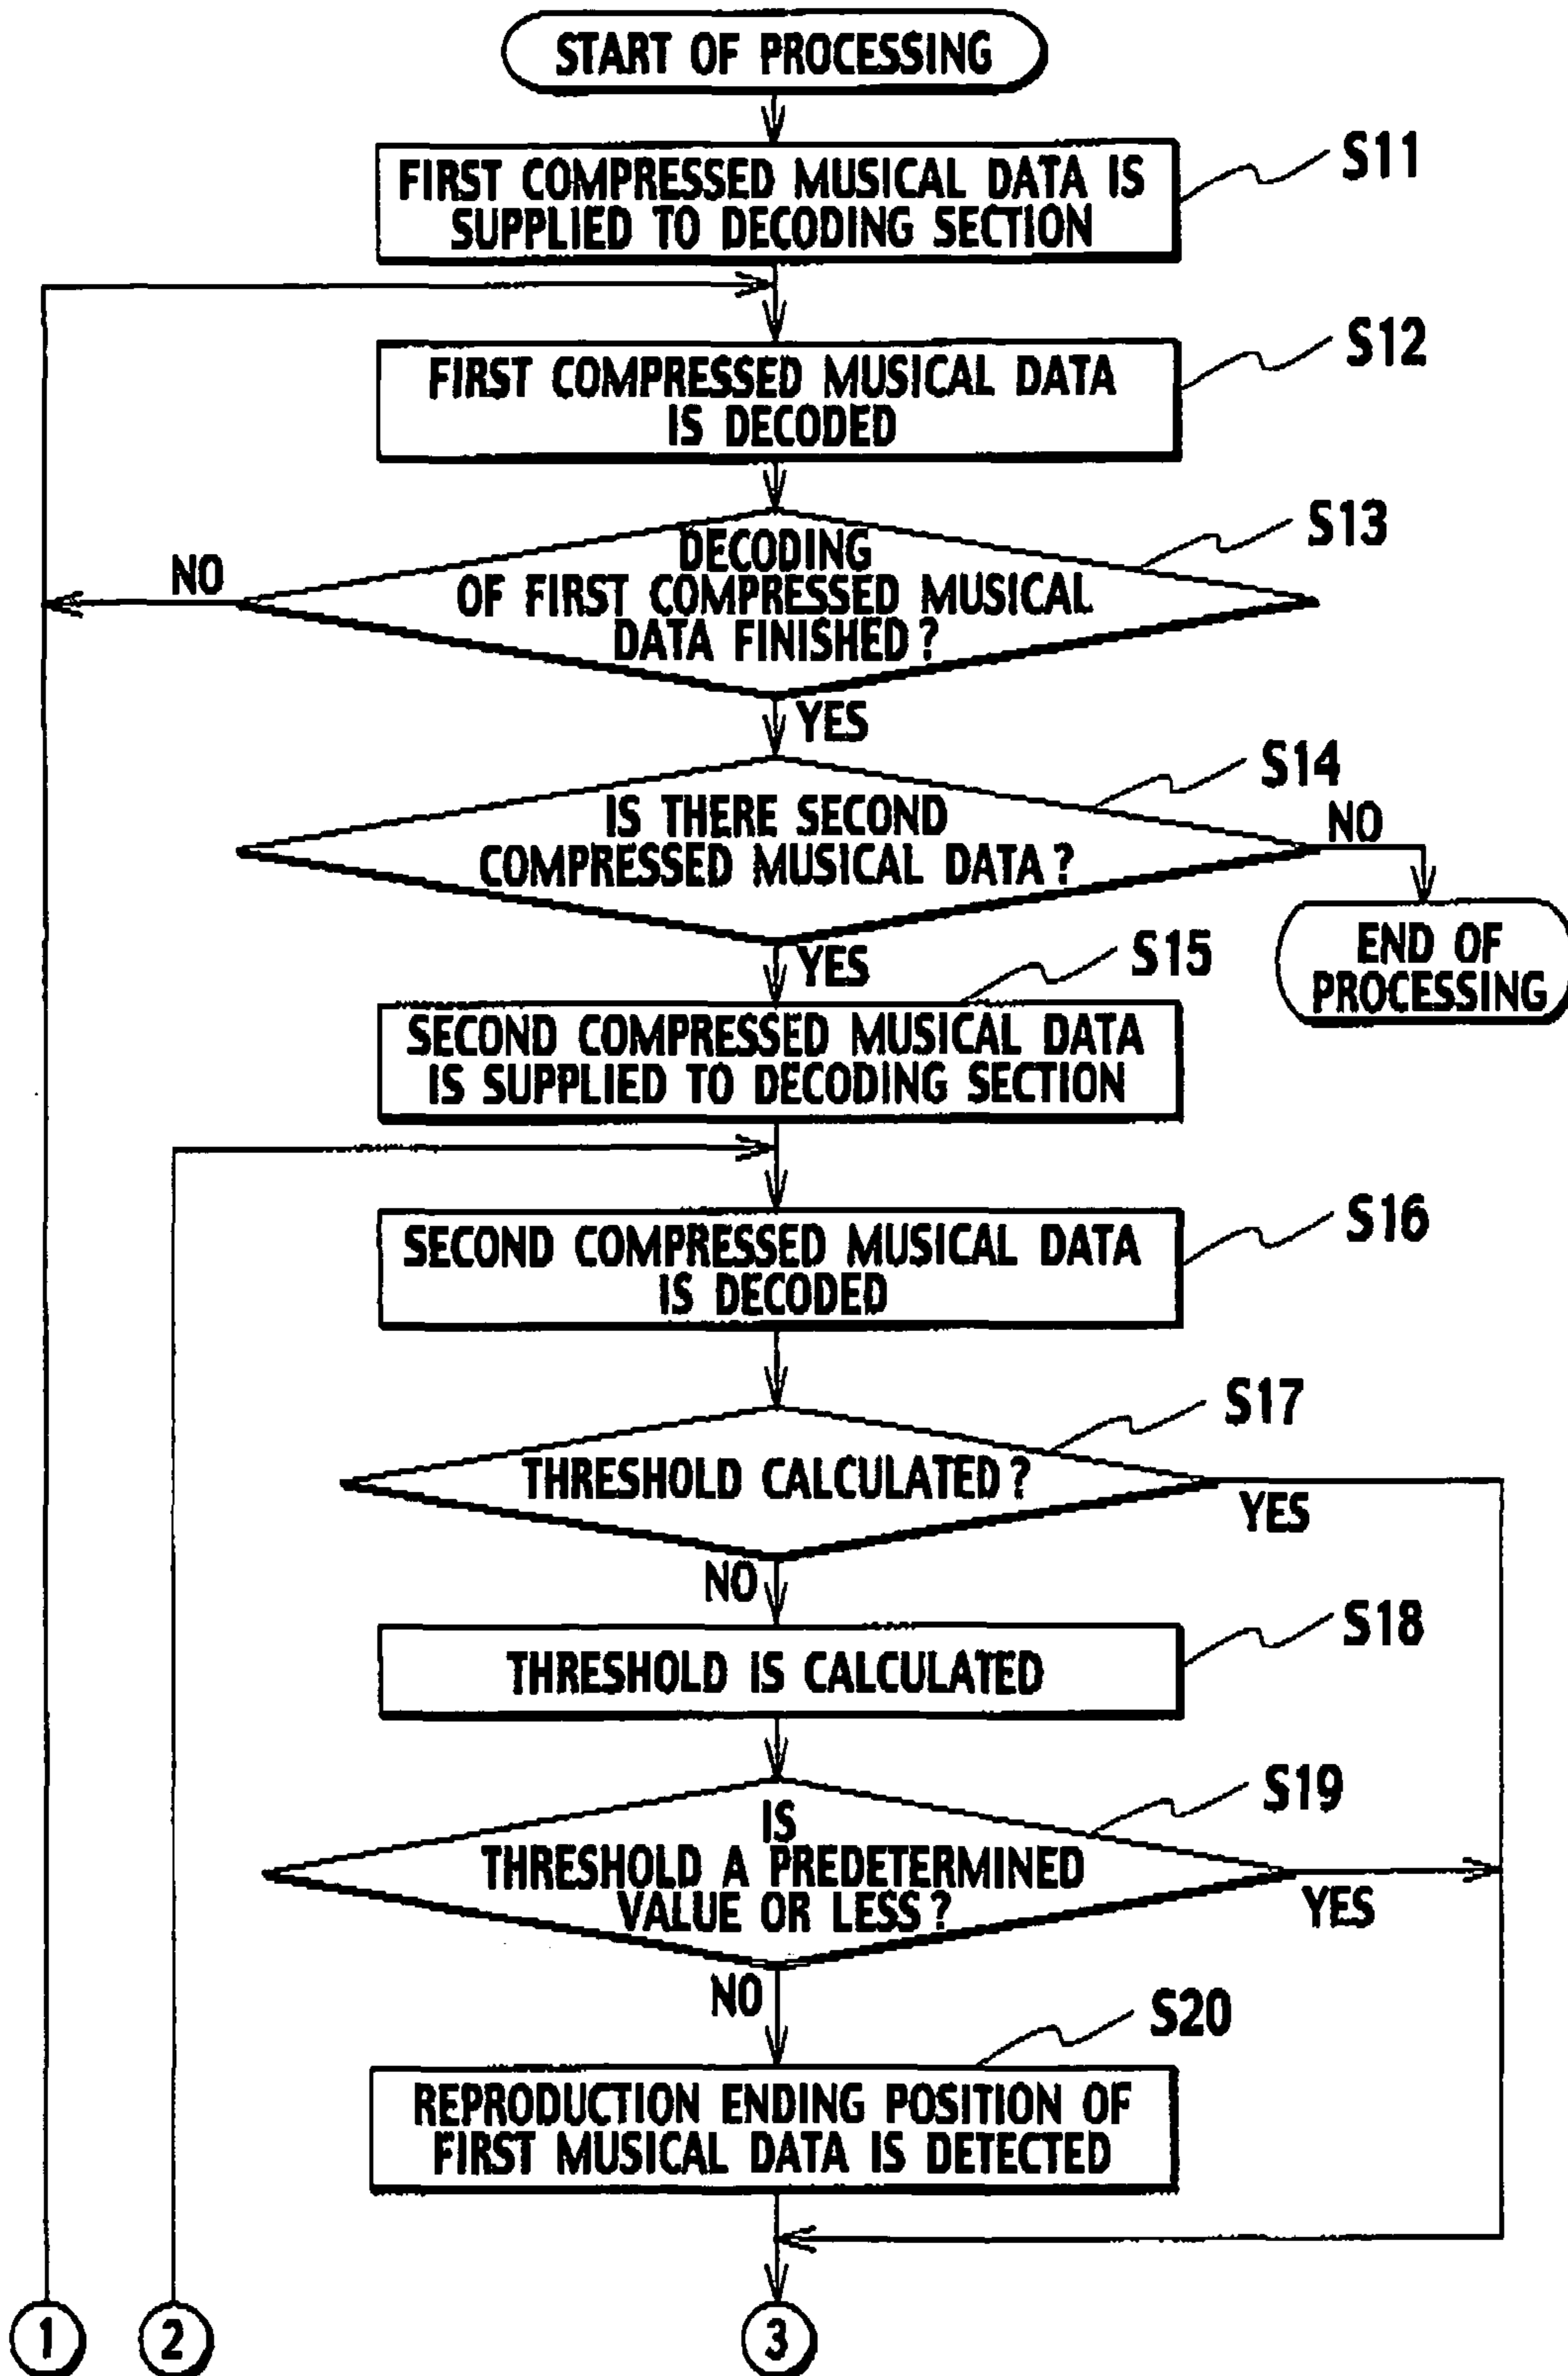 START OF PROCESSING
S11
FIRST COMPRESSED MUSICAL DATA IS
SUPPLIED TO DECODING SECTION
S12
FIRST COMPRESSED MUSICAL DATA
IS DECODED
S13
NO
DECODING
OF FIRST COMPRESSED MUSICAL
DATA FINISHED?
YES
S14
NO
IS THERE SECOND
COMPRESSED MUSICAL DATA?
END OF
PROCESSING
YES
S15
SECOND COMPRESSED MUSICAL DATA
IS SUPPLIED TO DECODING SECTION
S16
SECOND COMPRESSED MUSICAL DATA
IS DECODED
S17
THRESHOLD CALCULATED?
YES
NO
S18
THRESHOLD IS CALCULATED
S19
IS
THRESHOLD A PREDETERMINED
VALUE OR LESS?
YES
NO
S20
REPRODUCTION ENDING POSITION OF
FIRST MUSICAL DATA IS DETECTED
1
2
3